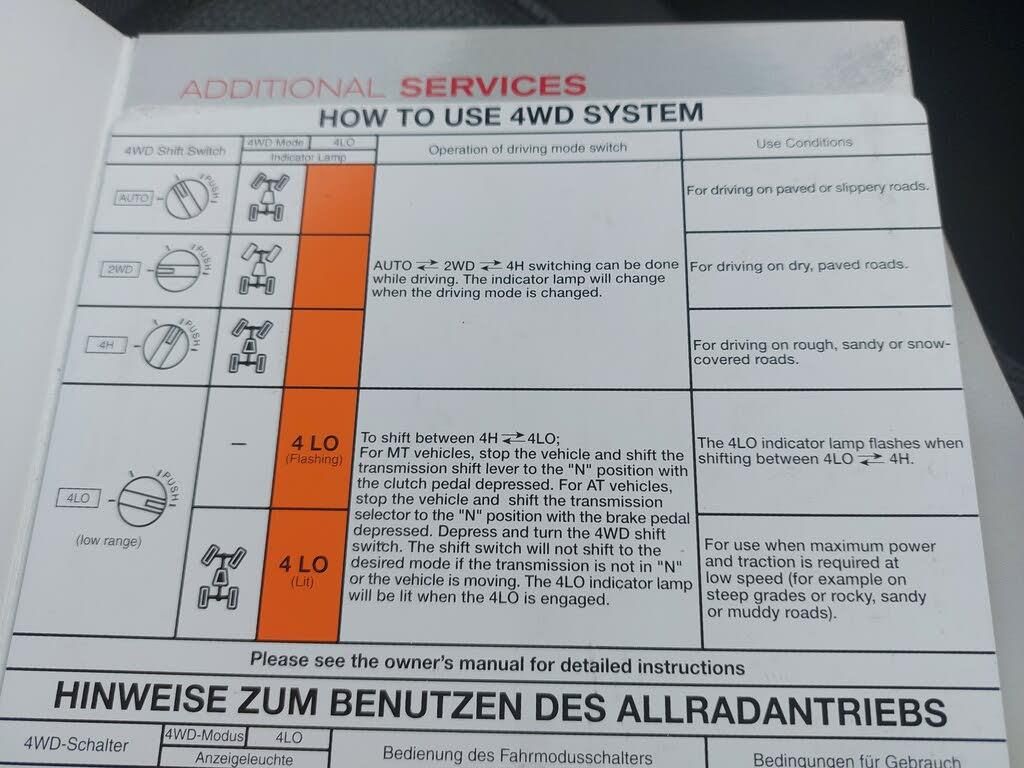 ADDITIONAL SERVICES
HOW TO USE 4WD SYSTEM
4WD Shift Switch
4WD Mode
4LO
Indicator Lamp
Operation of driving mode switch
Use Conditions
AUTO
PUSH
For driving on paved or slippery roads.
2WD
PUSH
AUTO ⇄ 2WD ⇄ 4H switching can be done
while driving. The indicator lamp will change
when the driving mode is changed.
For driving on dry, paved roads.
4H
PUSH
For driving on rough, sandy or snow-
covered roads.
4LO
PUSH
(low range)
–
4 LO
(Flashing)
4 LO
(Lit)
To shift between 4H ⇄ 4LO;
For MT vehicles, stop the vehicle and shift the
transmission shift lever to the "N" position with
the clutch pedal depressed. For AT vehicles,
stop the vehicle and shift the transmission
selector to the "N" position with the brake pedal
depressed. Depress and turn the 4WD shift
switch. The shift switch will not shift to the
desired mode if the transmission is not in "N"
or the vehicle is moving. The 4LO indicator lamp
will be lit when the 4LO is engaged.
The 4LO indicator lamp flashes when
shifting between 4LO ⇄ 4H.
For use when maximum power
and traction is required at
low speed (for example on
steep grades or rocky, sandy
or muddy roads).
Please see the owner's manual for detailed instructions
HINWEISE ZUM BENUTZEN DES ALLRADANTRIEBS
4WD-Schalter
4WD-Modus
4LO
Anzeigeleuchte
Bedienung des Fahrmodusschalters
Bedingungen für Gebrauch